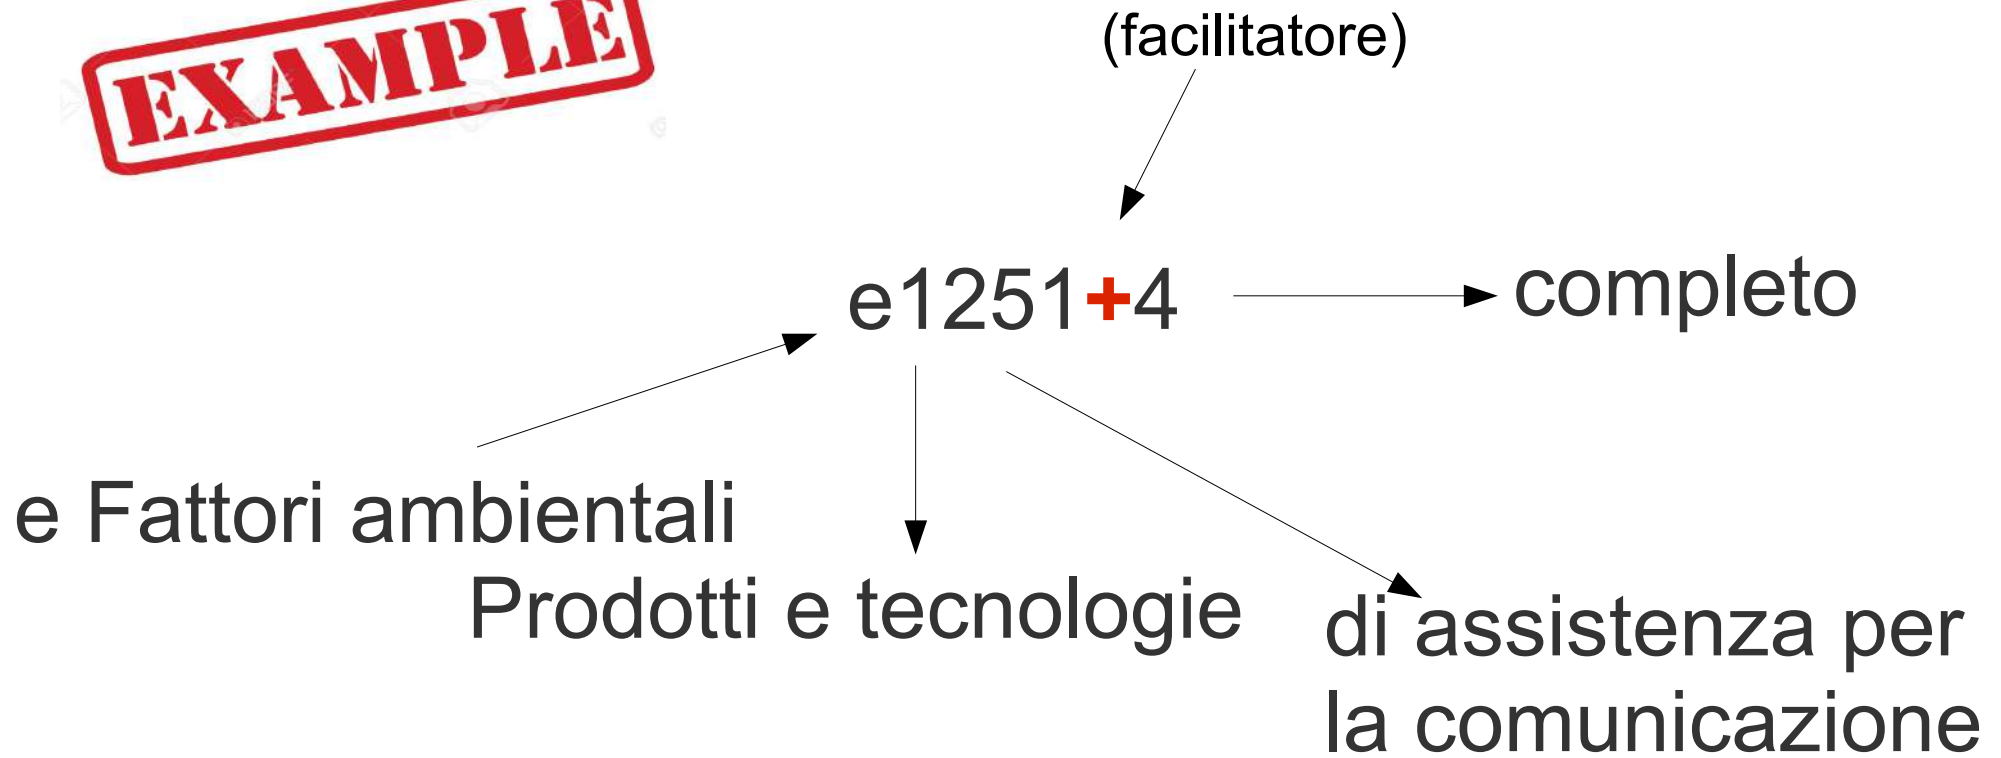 EXAMPLE
(facilitatore)
e1251+4
completo
e Fattori ambientali
Prodotti e tecnologie
di assistenza per
la comunicazione